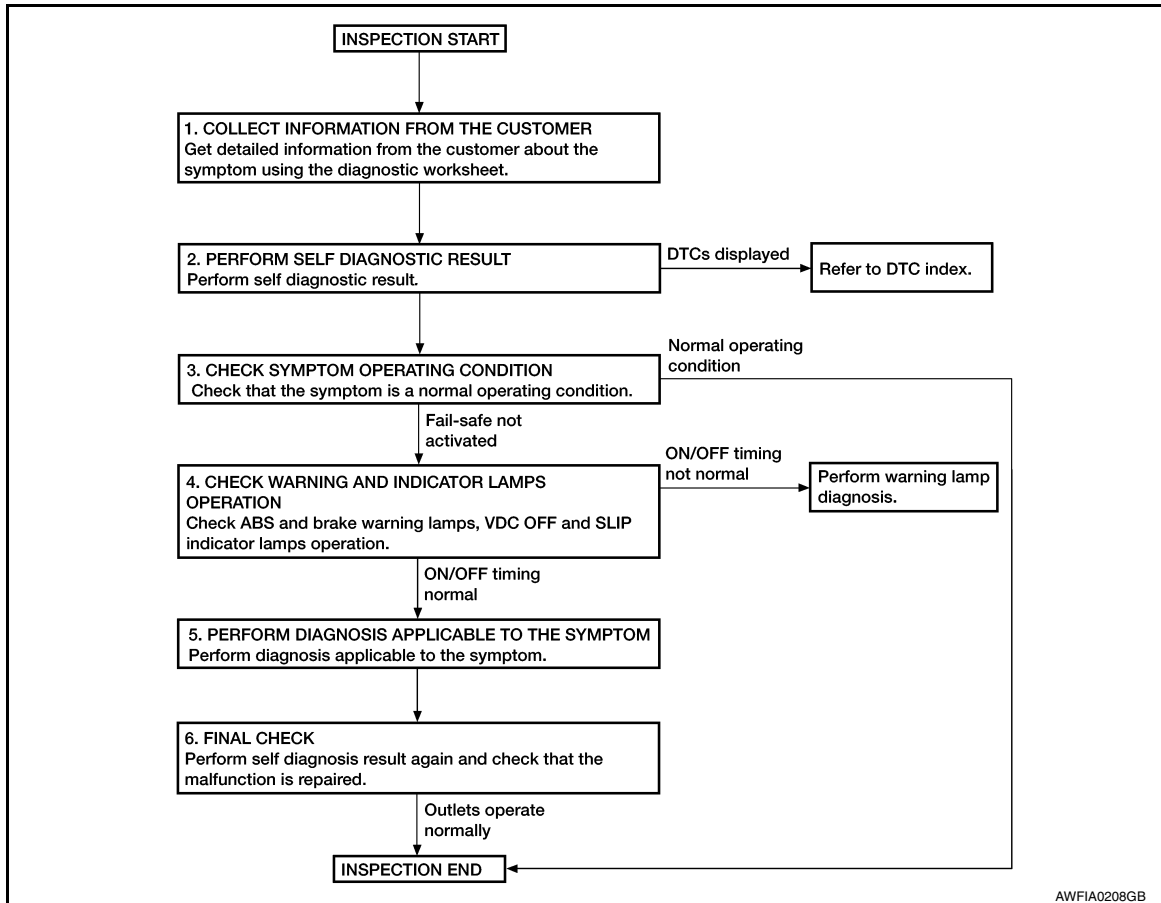 INSPECTION START
1. COLLECT INFORMATION FROM THE CUSTOMER
Get detailed information from the customer about the
symptom using the diagnostic worksheet.
2. PERFORM SELF DIAGNOSTIC RESULT
Perform self diagnostic result.
DTCs displayed
Refer to DTC index.
3. CHECK SYMPTOM OPERATING CONDITION
Check that the symptom is a normal operating condition.
Normal operating
condition
Fail-safe not
activated
4. CHECK WARNING AND INDICATOR LAMPS
OPERATION
Check ABS and brake warning lamps, VDC OFF and SLIP
indicator lamps operation.
ON/OFF timing
not normal
Perform warning lamp
diagnosis.
ON/OFF timing
normal
5. PERFORM DIAGNOSIS APPLICABLE TO THE SYMPTOM
Perform diagnosis applicable to the symptom.
6. FINAL CHECK
Perform self diagnosis result again and check that the
malfunction is repaired.
Outlets operate
normally
INSPECTION END
AWFIA0208GB